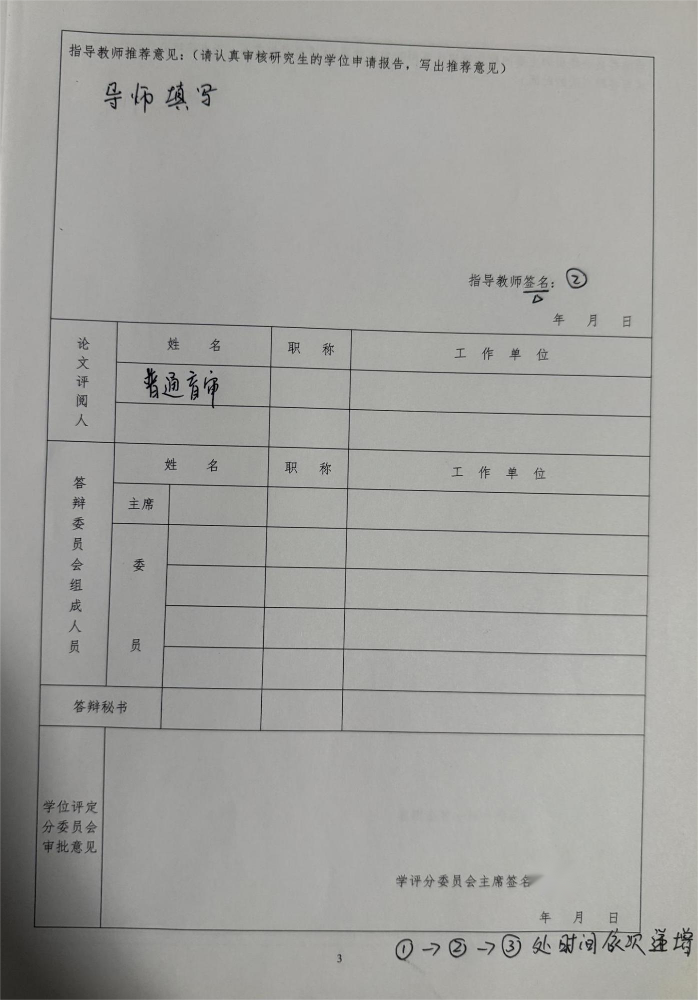 指导教师推荐意见：（请认真审核研究生的学位申请报告，写出推荐意见）
导师填写
指导教师签名： ②
年 月 日
论文评阅人
姓 名 职 称 工 作 单 位
普通盲审
答辩委员会组成人员
姓 名 职 称 工 作 单 位
主席
委员
答辩秘书
学位评定
分委员会
审批意见
学评分委员会主席签名
年 月 日
①→②→③处时间依次递增
3